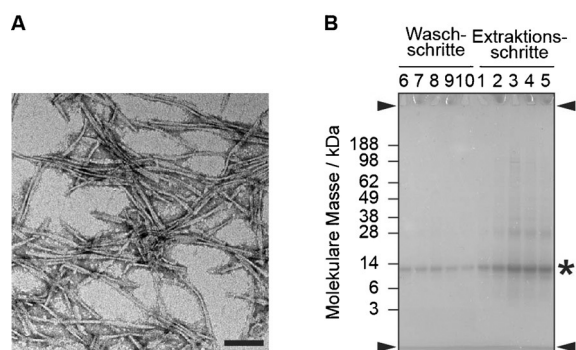 A
B
Wasch-
schritte
Extraktions-
schritte
6 7 8 9 10 1 2 3 4 5
Molekulare Masse / kDa
188
98
62
49
38
28
14
6
3
*